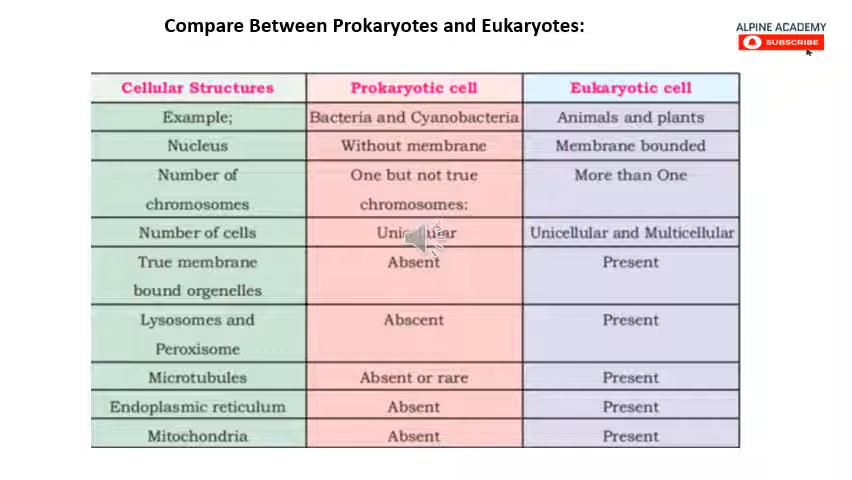 Compare Between Prokaryotes and Eukaryotes:
ALPINE ACADEMY
SUBSCRIBE
Cellular Structures Prokaryotic cell Eukaryotic cell
Example; Bacteria and Cyanobacteria Animals and plants
Nucleus Without membrane Membrane bounded
Number of One but not true More than One
chromosomes chromosomes:
Number of cells Unicellular Unicellular and Multicellular
True membrane Absent Present
bound organelles
Lysosomes and Abscent Present
Peroxisome
Microtubules Absent or rare Present
Endoplasmic reticulum Absent Present
Mitochondria Absent Present